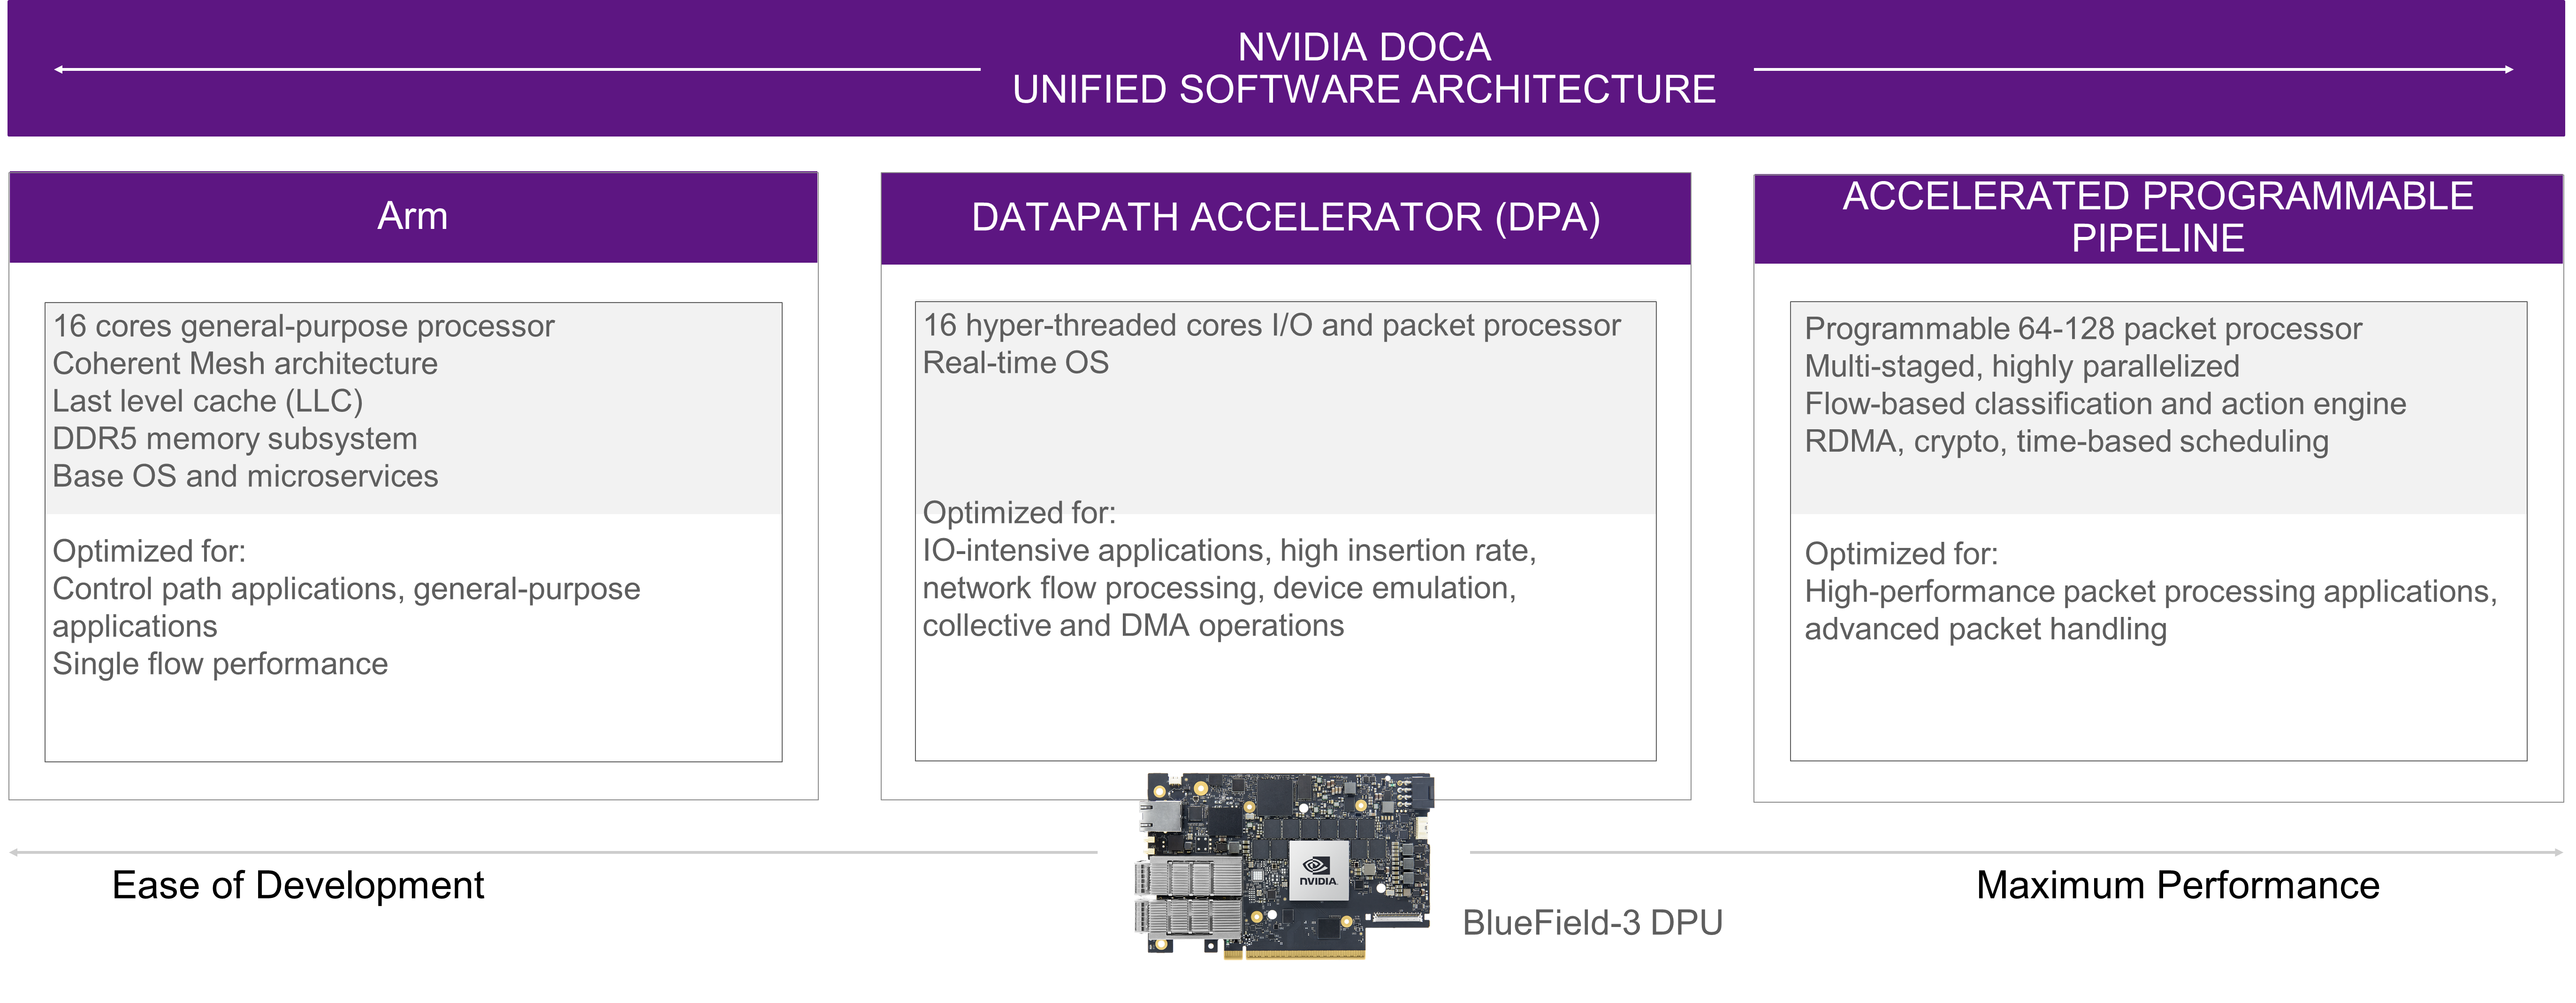 NVIDIA DOCA
UNIFIED SOFTWARE ARCHITECTURE
Arm
16 cores general-purpose processor
Coherent Mesh architecture
Last level cache (LLC)
DDR5 memory subsystem
Base OS and microservices
Optimized for:
Control path applications, general-purpose
applications
Single flow performance
DATAPATH ACCELERATOR (DPA)
16 hyper-threaded cores I/O and packet processor
Real-time OS
Optimized for:
IO-intensive applications, high insertion rate,
network flow processing, device emulation,
collective and DMA operations
ACCELERATED PROGRAMMABLE
PIPELINE
Programmable 64-128 packet processor
Multi-staged, highly parallelized
Flow-based classification and action engine
RDMA, crypto, time-based scheduling
Optimized for:
High-performance packet processing applications,
advanced packet handling
Ease of Development
NVIDIA.
BlueField-3 DPU
Maximum Performance